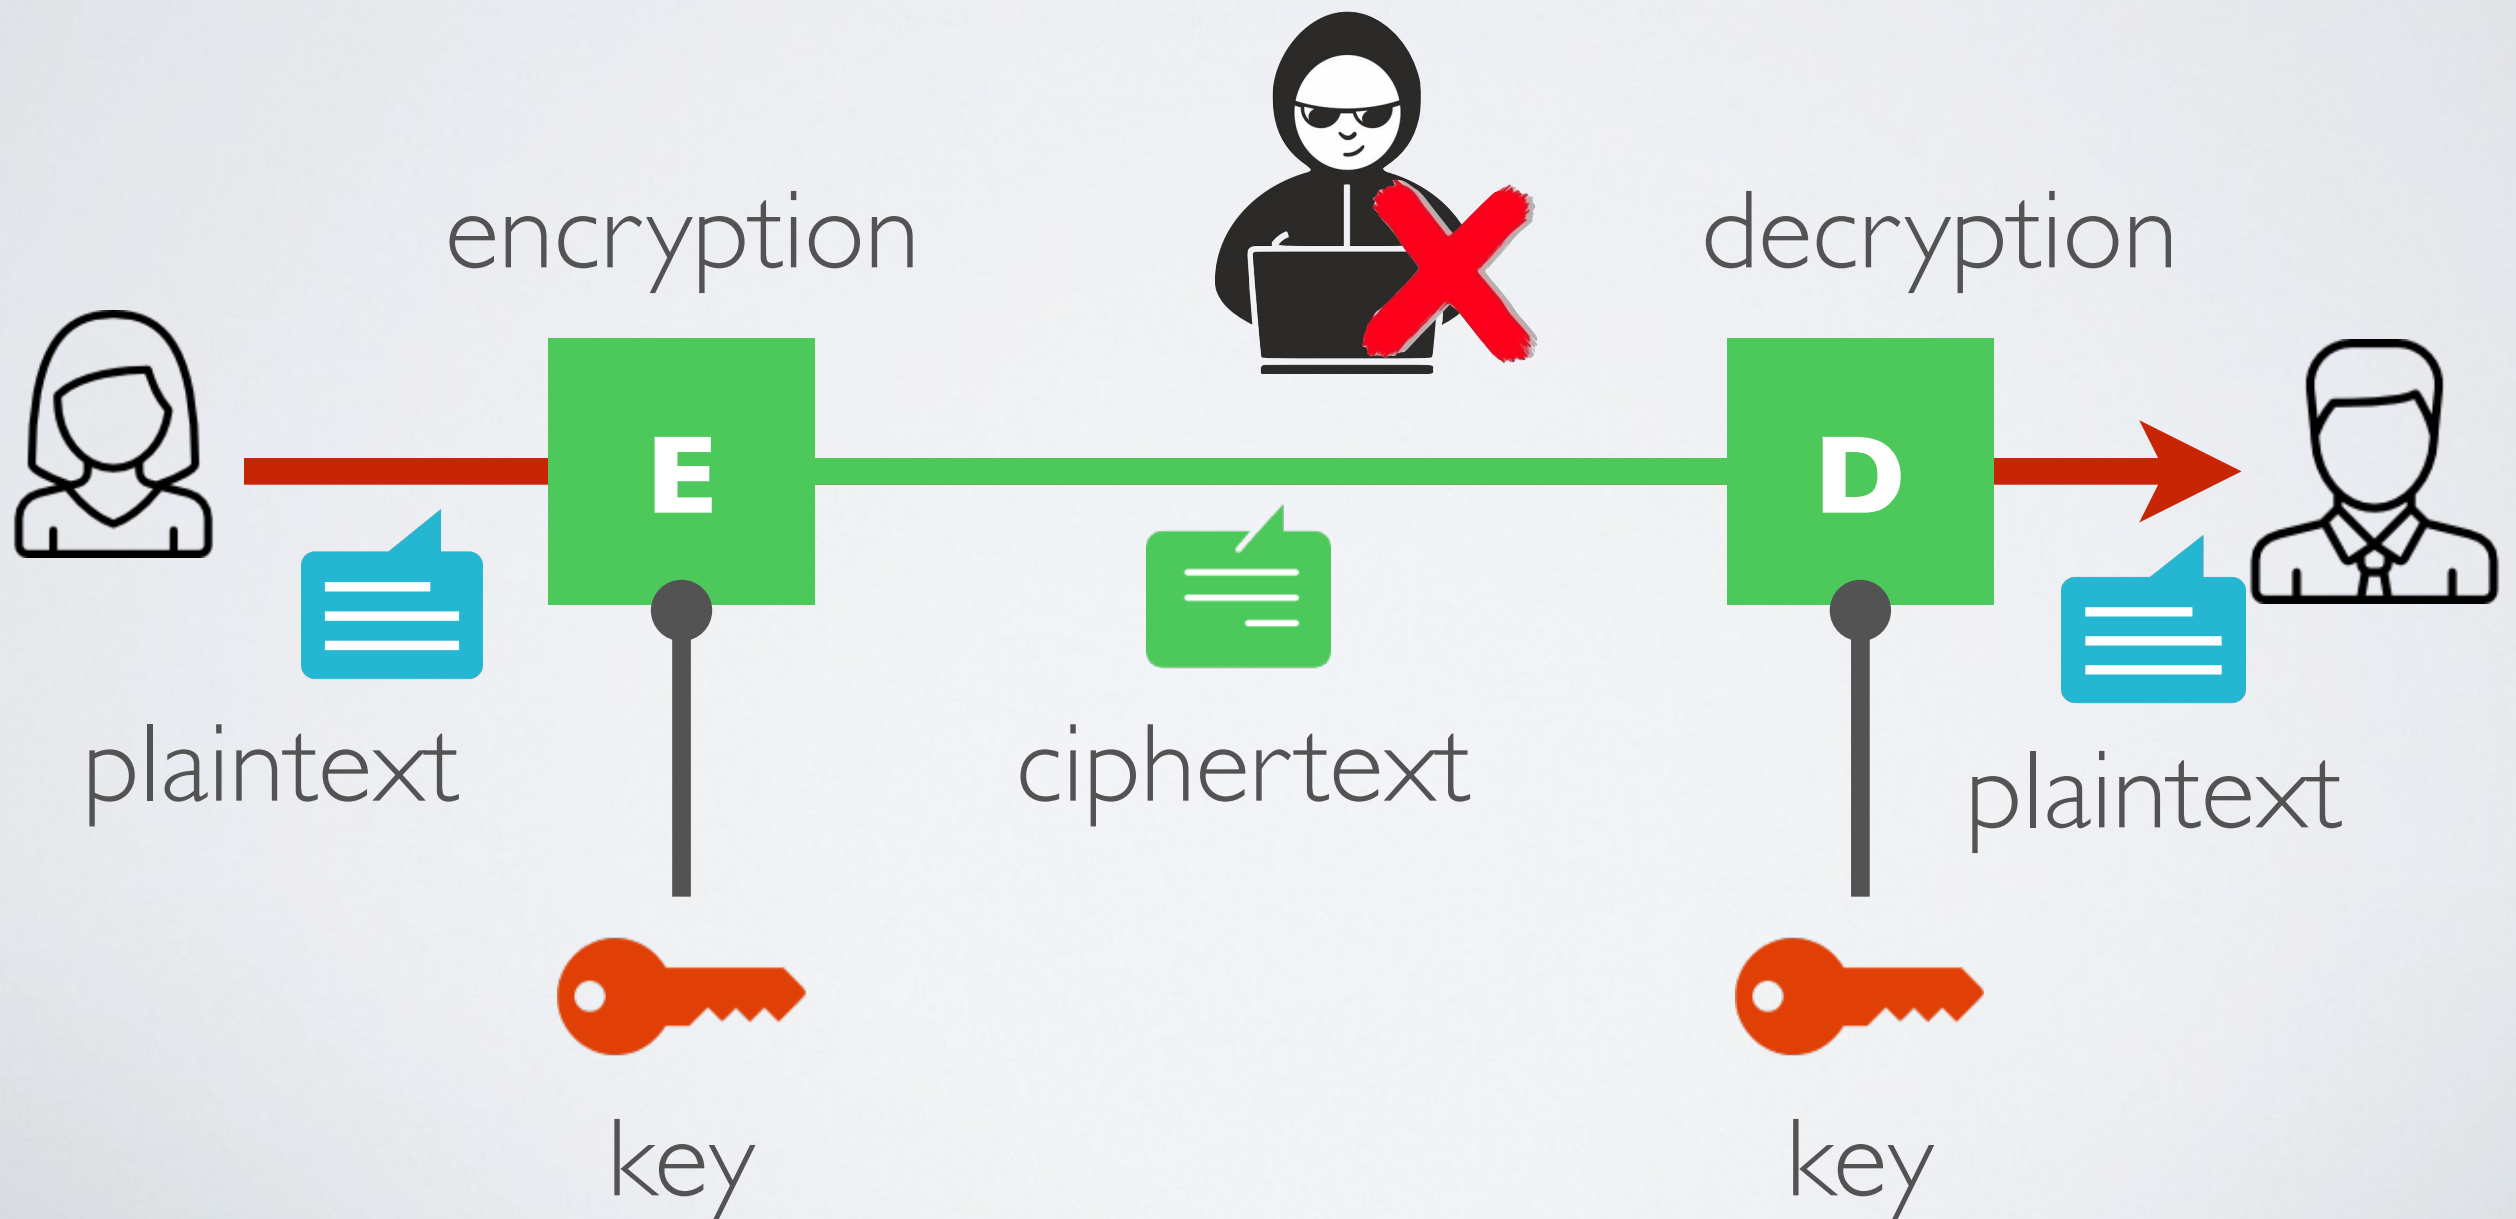 encryption
decryption
E
D
plaintext
ciphertext
plaintext
key
key